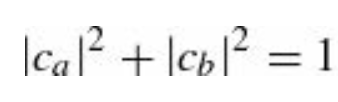 |c_a|² + |c_b|² = 1